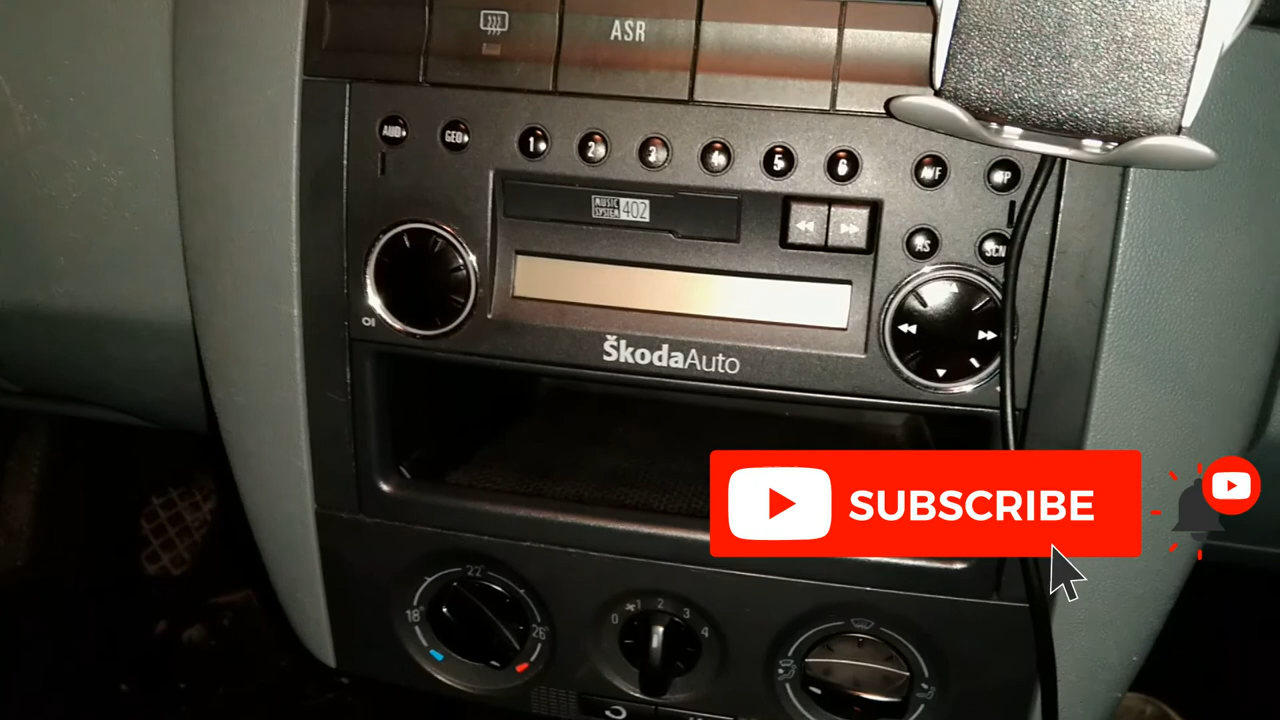 ASR
AUD
GEO
1 2 3 4 5 6
AS
SCN
MUSIC
SYSTEM 402
ŠkodaAuto
SUBSCRIBE
18° 22° 26°
0 1 2 3 4